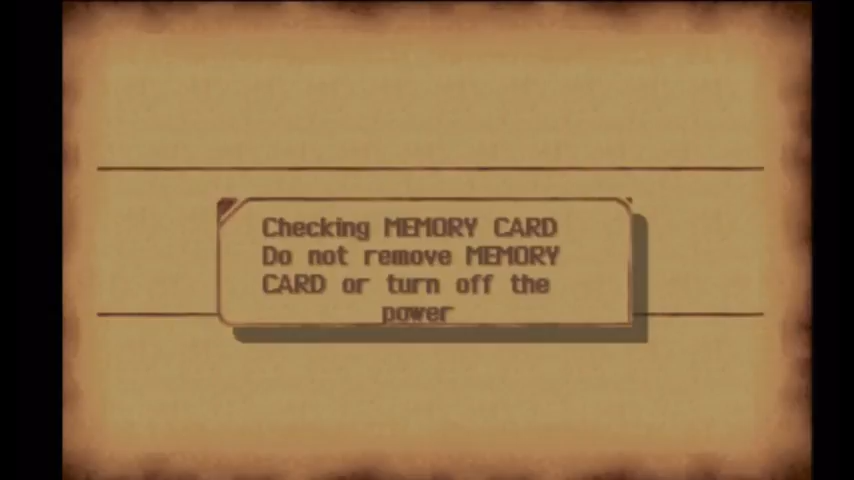 Checking MEMORY CARD
Do not remove MEMORY
CARD or turn off the
power